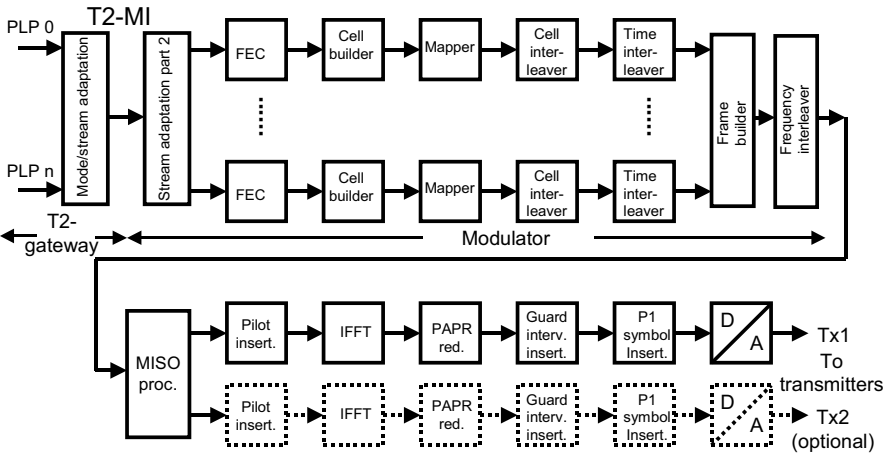 PLP 0
T2-MI
Mode/stream adaptation
Stream adaptation part 2
FEC
Cell
builder
Mapper
Cell
inter-
leaver
Time
inter-
leaver
Frame
builder
Frequency
interleaver
PLP n
FEC
Cell
builder
Mapper
Cell
inter-
leaver
Time
inter-
leaver
T2-
gateway
Modulator
MISO
proc.
Pilot
insert.
IFFT
PAPR
red.
Guard
interv.
insert.
P1
symbol
Insert.
D
A
Tx1
To
transmitters
Pilot
insert.
IFFT
PAPR
red.
Guard
interv.
insert.
P1
symbol
Insert.
D
A
Tx2
(optional)